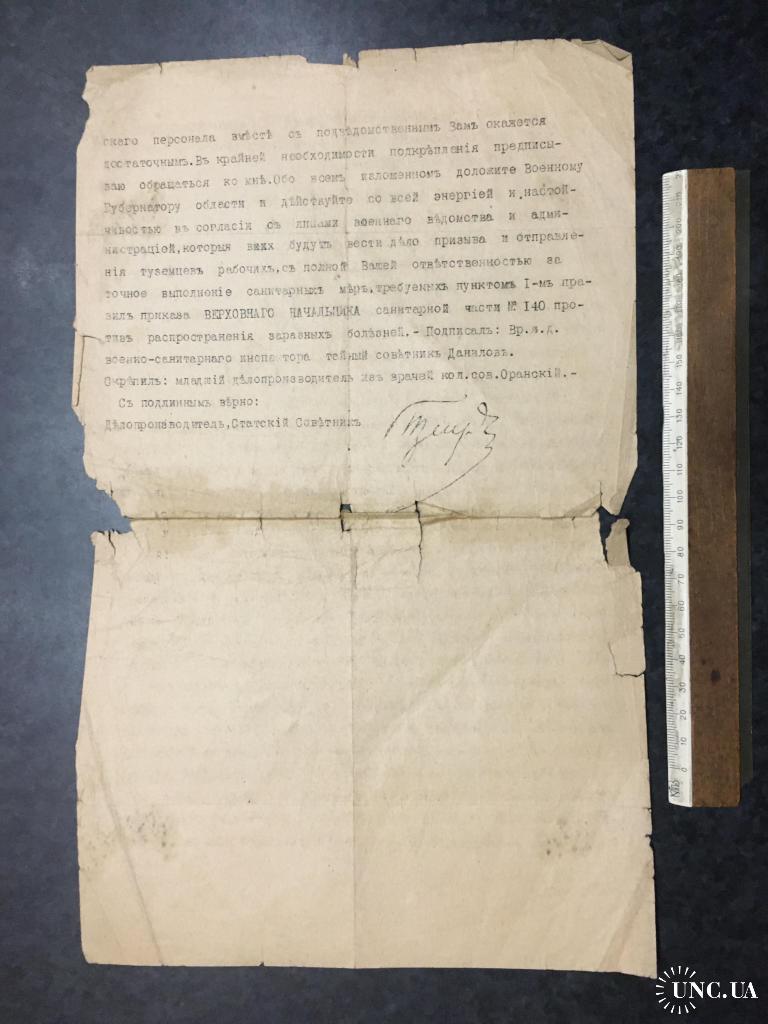 скаго персонала вмѣстѣ съ подвѣдомственнымъ Вамъ окажется
достаточнымъ. Въ крайней необходимости подкрѣпленія предписы-
ваю обращаться ко мнѣ. Обо всемъ изложенномъ доложите Военному
Губернатору области и дѣйствуйте со всей энергіей и настой-
чивостью въ согласіи съ лицами военнаго вѣдомства и адми-
нистраціей, которыя будутъ вести дѣло призыва и отправле-
нія туземцевъ рабочихъ, съ полной Вашей отвѣтственностью за
точное выполненіе санитарныхъ мѣръ, требуемыхъ пунктомъ I-мъ пра-
вилъ приказа ВЕРХОВНАГО НАЧАЛЬНИКА санитарной части № 140 про-
тивъ распространенія заразныхъ болѣзней.- Подписалъ: Вр.и.д.
военно-санитарнаго инспектора тайный совѣтникъ Даниловъ.
Скрѣпилъ: младшій дѣлопроизводитель изъ врачей кол.сов.Оранскій.-
Съ подлиннымъ вѣрно:
Дѣлопроизводитель, Статскій Совѣтникъ
UNC.UA